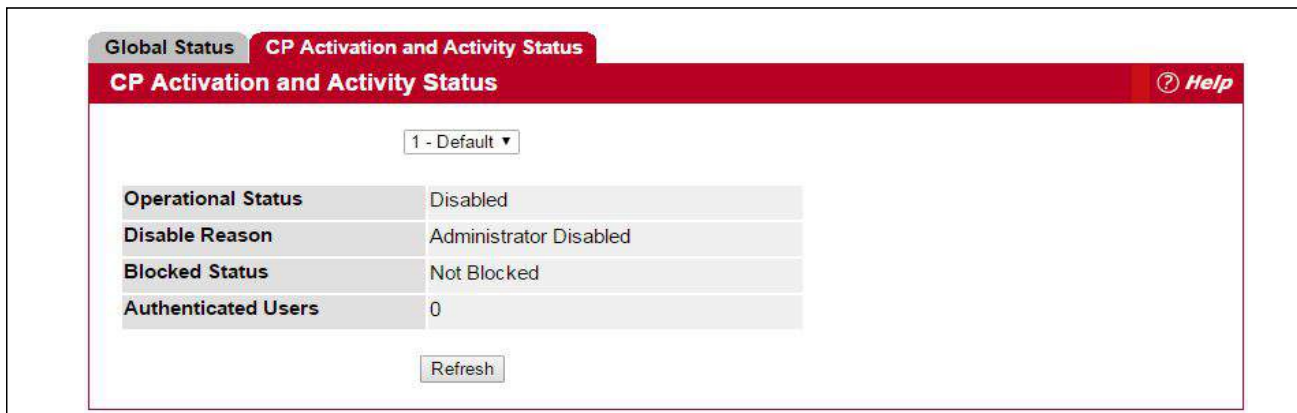 Global Status CP Activation and Activity Status
CP Activation and Activity Status ? Help
1 - Default ▼
Operational Status Disabled
Disable Reason Administrator Disabled
Blocked Status Not Blocked
Authenticated Users 0
Refresh